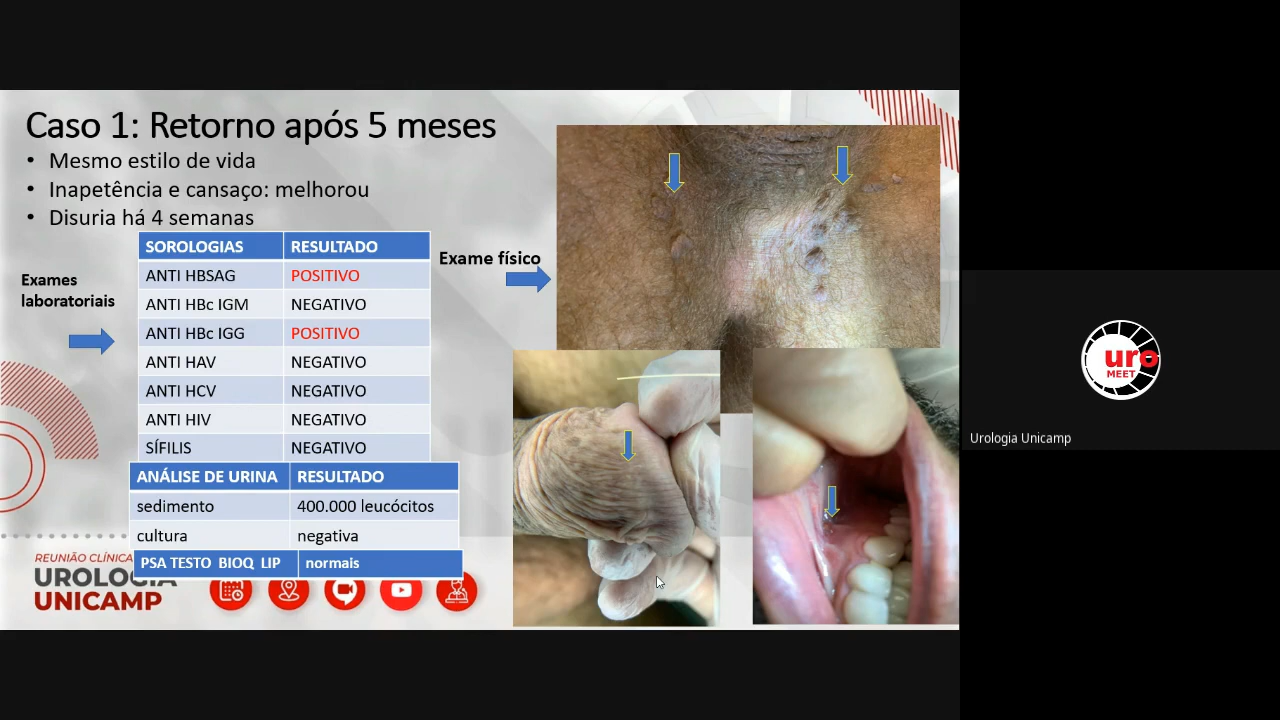 Caso 1: Retorno após 5 meses
• Mesmo estilo de vida
• Inapetência e cansaço: melhorou
• Disuria há 4 semanas
Exames
laboratoriais
SOROLOGIAS RESULTADO
ANTI HBSAG POSITIVO
ANTI HBc IGM NEGATIVO
ANTI HBc IGG POSITIVO
ANTI HAV NEGATIVO
ANTI HCV NEGATIVO
ANTI HIV NEGATIVO
SÍFILIS NEGATIVO
ANÁLISE DE URINA RESULTADO
sedimento 400.000 leucócitos
cultura negativa
PSA TESTO BIOQ LIP normais
Exame físico
REUNIÃO CLÍNICA
UROLOGIA
UNICAMP
uro
MEET
Urologia Unicamp